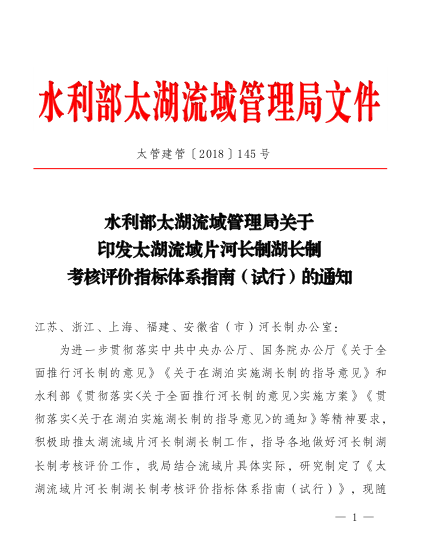 水利部太湖流域管理局文件
太管建管〔2018〕145号
水利部太湖流域管理局关于
印发太湖流域片河长制湖长制
考核评价指标体系指南（试行）的通知
江苏、浙江、上海、福建、安徽省（市）河长制办公室：
为进一步贯彻落实中共中央办公厅、国务院办公厅《关于全
面推行河长制的意见》《关于在湖泊实施湖长制的指导意见》和
水利部《贯彻落实<关于全面推行河长制的意见>实施方案》《贯
彻落实<关于在湖泊实施湖长制的指导意见>的通知》等精神要求，
积极助推太湖流域片河长制湖长制工作，指导各地做好河长制湖
长制考核评价工作，我局结合流域片具体实际，研究制定了《太
湖流域片河长制湖长制考核评价指标体系指南（试行）》，现随
— 1 —